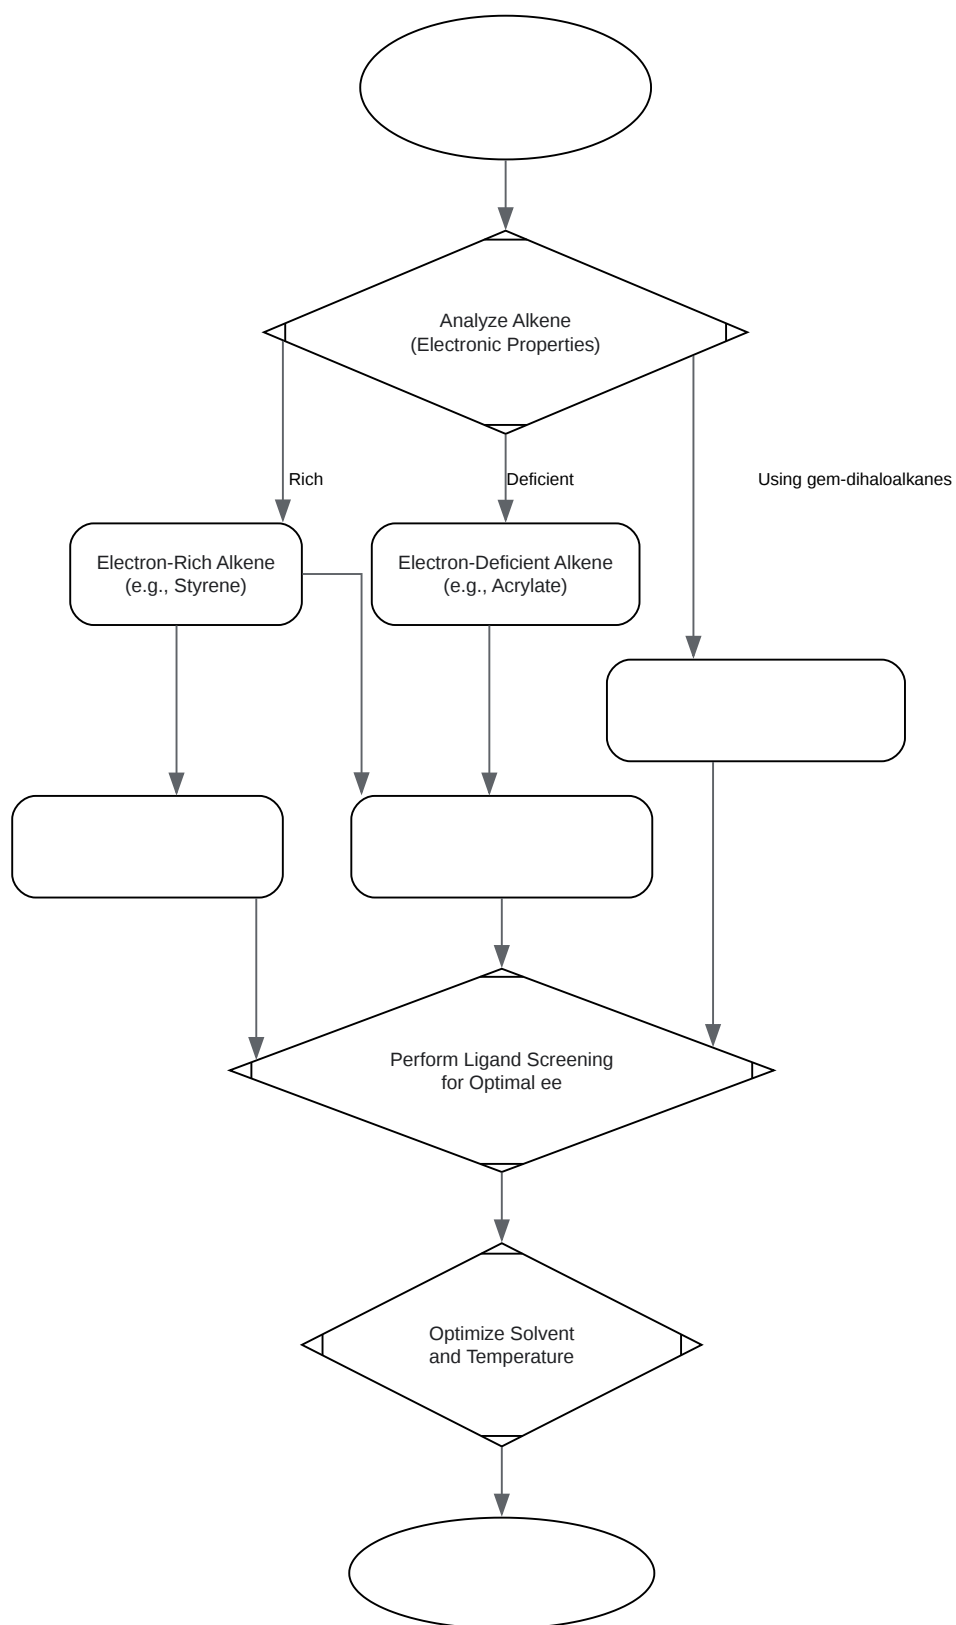 Analyze Alkene
(Electronic Properties)
Rich
Deficient
Using gem-dihaloalkanes
Electron-Rich Alkene
(e.g., Styrene)
Electron-Deficient Alkene
(e.g., Acrylate)
Perform Ligand Screening
for Optimal ee
Optimize Solvent
and Temperature